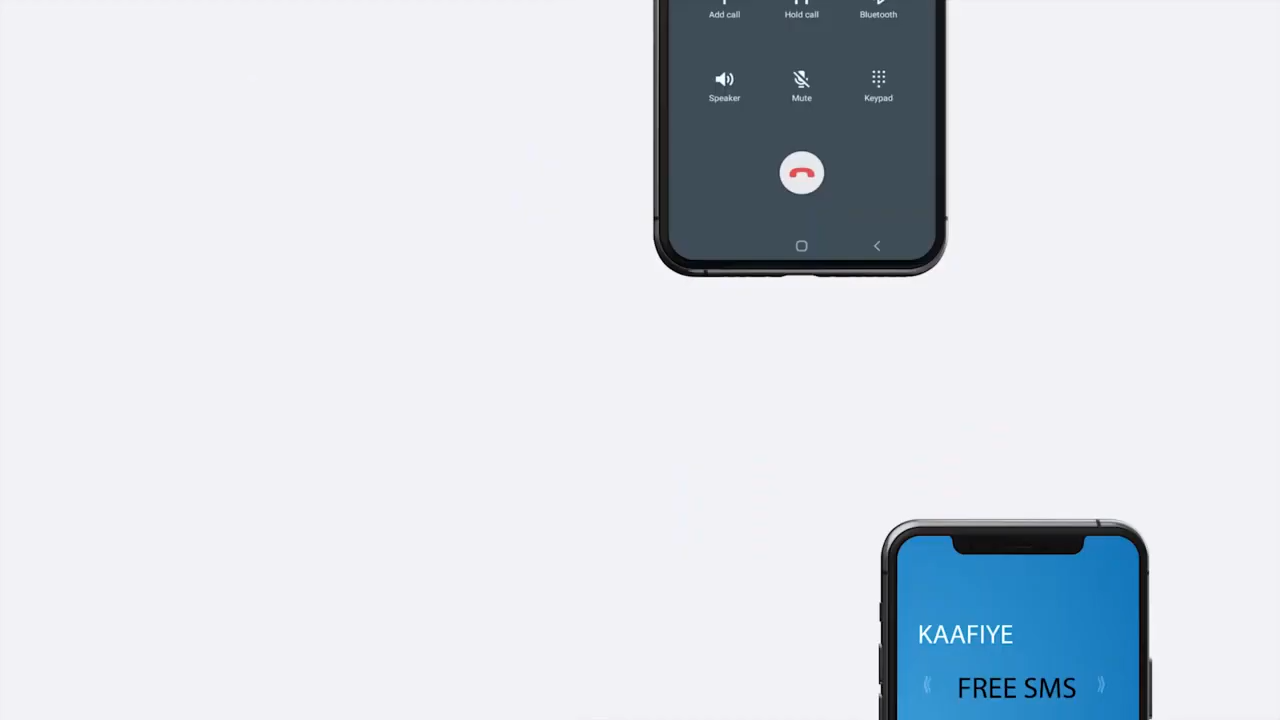 Add call Hold call Bluetooth
Speaker Mute Keypad
KAAFIYE
FREE SMS